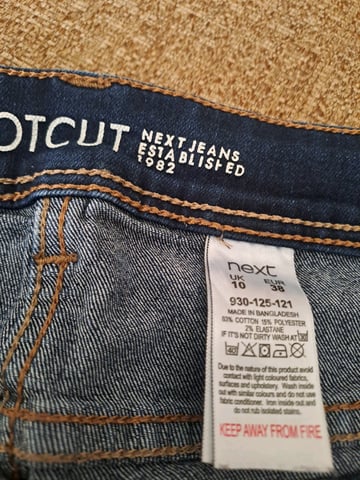 OTCUT
NEXT JEANS
ESTABLISHED
1982
next
UK EUR
10 38
930-125-121
MADE IN BANGLADESH
83% COTTON 15% POLYESTER
2% ELASTANE
IF IT'S NOT DIRTY WASH AT 30
40
Due to the nature of this product avoid
contact with light coloured fabrics,
surfaces and upholstery. Wash inside
out with similar colours and do not use
fabric conditioner. Iron inside out and
do not rub isolated stains.
KEEP AWAY FROM FIRE